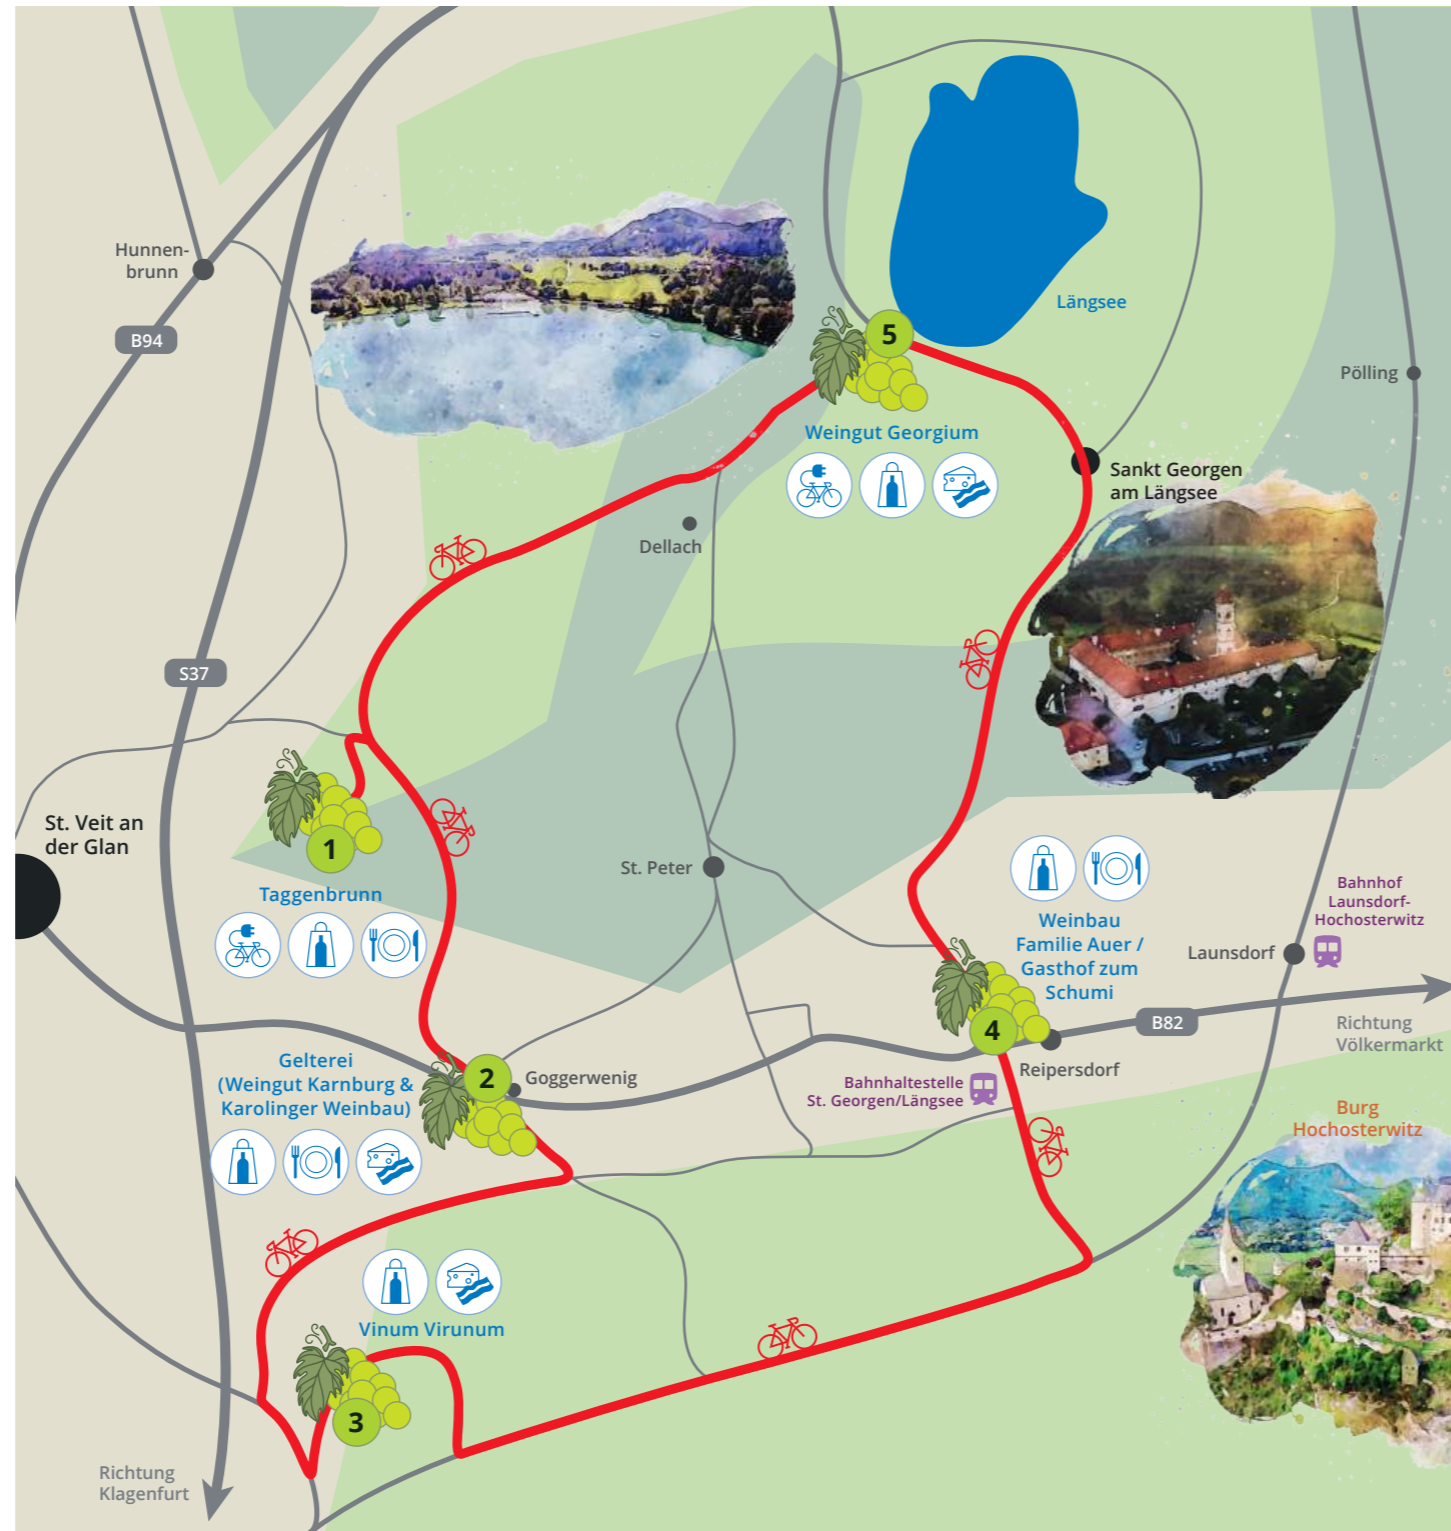 Hunnen-
brunn
B94
Längsee
5
Pölling
Weingut Georgium
Sankt Georgen
am Längsee
Dellach
S37
St. Veit an
der Glan
1
Taggenbrunn
St. Peter
Weinbau
Familie Auer /
Gasthof zum
Schumi
Bahnhof
Launsdorf-
Hochosterwitz
Launsdorf
4
B82
Richtung
Völkermarkt
Reipersdorf
Gelterei
(Weingut Karnburg &
Karolinger Weinbau)
2
Goggerwenig
Bahnhaltestelle
St. Georgen/Längsee
Burg
Hochosterwitz
Vinum Virunum
3
Richtung
Klagenfurt